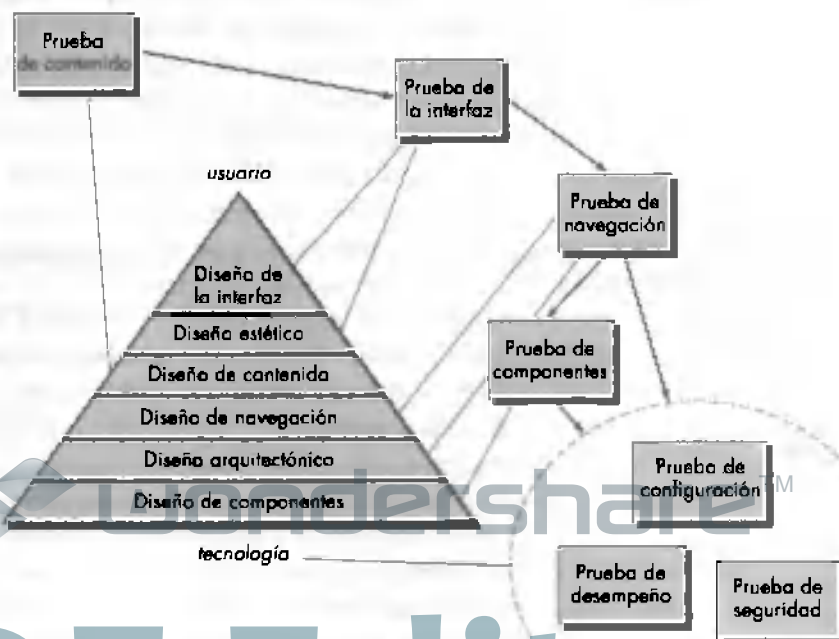 Prueba
de contenido
Prueba de
la interfaz
usuario
Prueba de
navegación
Diseño de
la interfaz
Diseño estético
Prueba de
componentes
Diseño de contenido
Diseño de navegación
Diseño arquitectónico
Prueba de
configuración
Diseño de componentes
wondershare™
tecnología
Prueba de
desempeño
Prueba de
seguridad